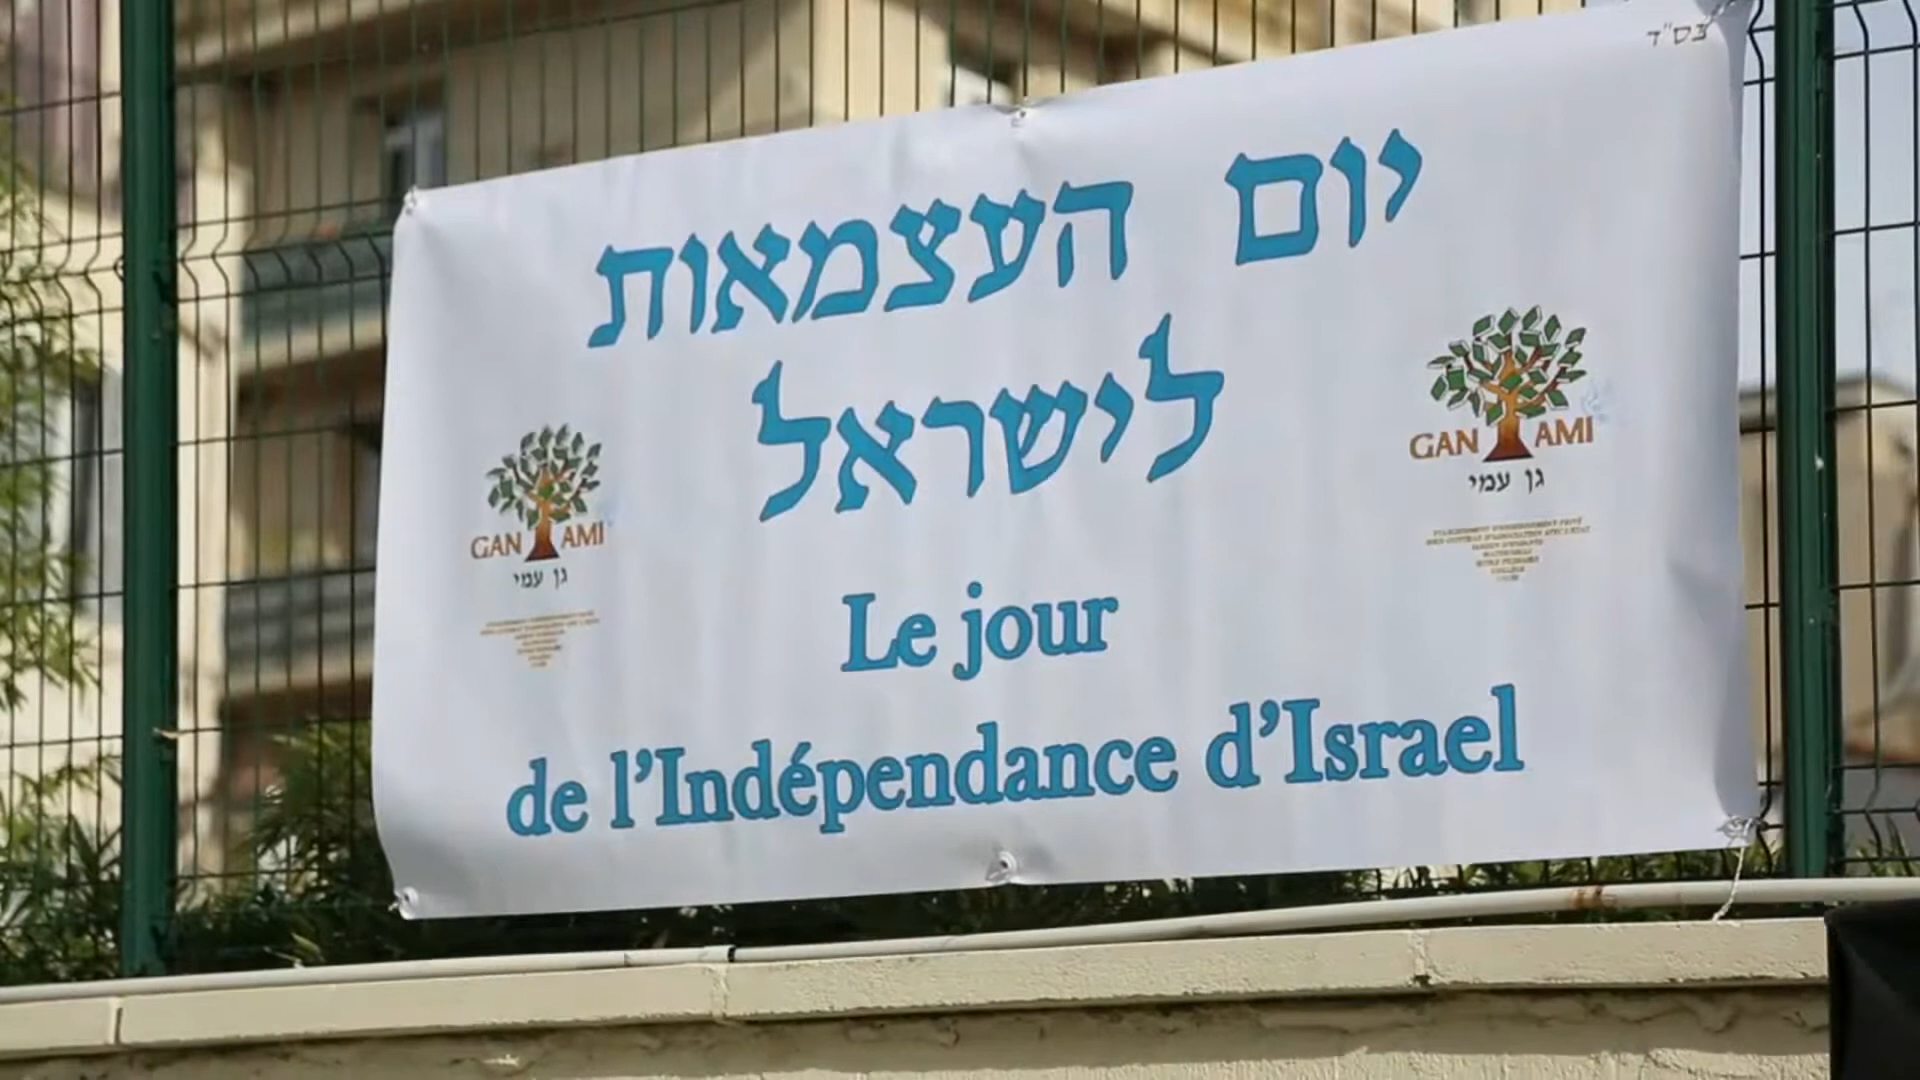 בס"ד
יום העצמאות
לישראל
GAN AMI
גן עמי
GAN AMI
גן עמי
Le jour
de l'Indépendance d'Israel